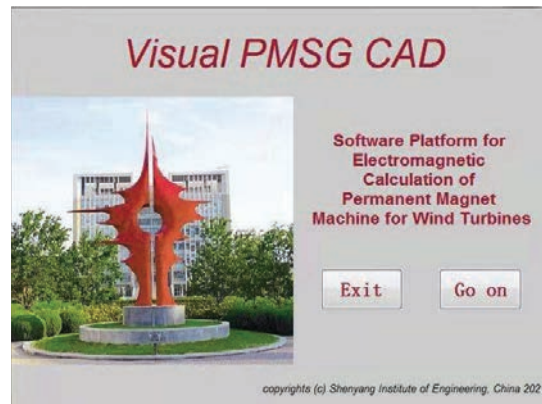 Visual PMSG CAD
Software Platform for
Electromagnetic
Calculation of
Permanent Magnet
Machine for Wind Turbines
Exit
Go on
copyrights (c) Shenyang Institute of Engineering, China 202